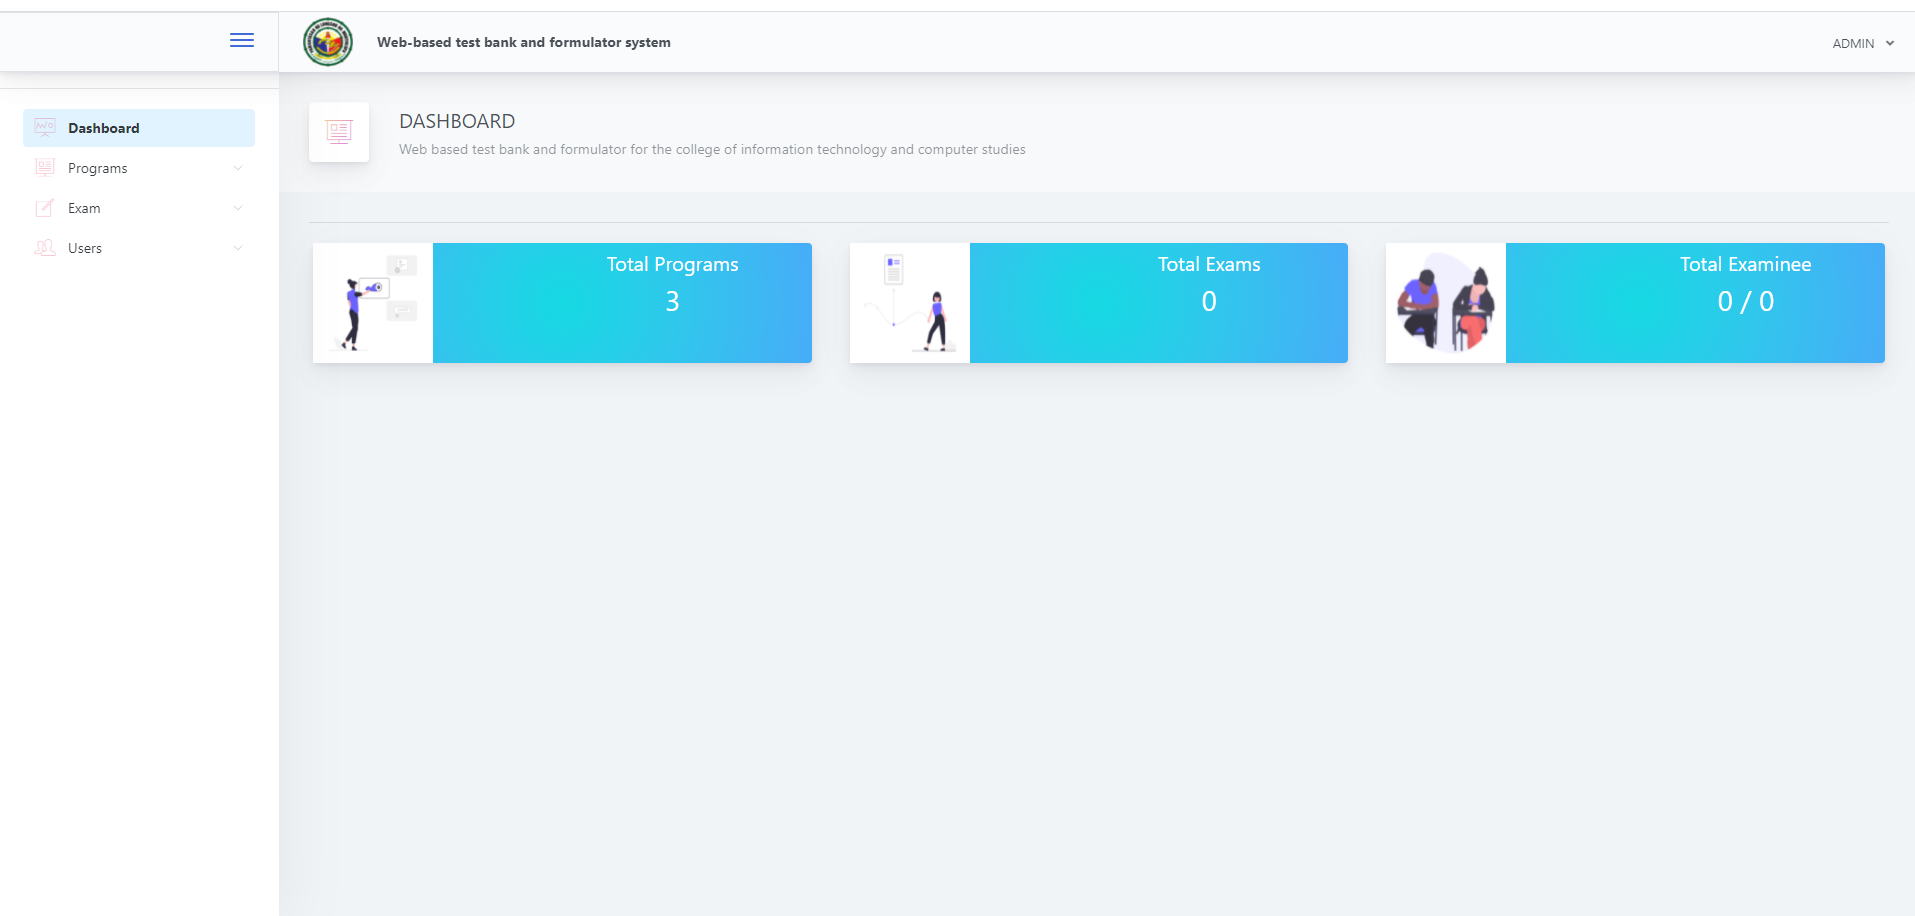 Web-based test bank and formulator system
ADMIN
Dashboard
Programs
Exam
Users
DASHBOARD
Web based test bank and formulator for the college of information technology and computer studies
Total Programs
3
Total Exams
0
Total Examinee
0 / 0